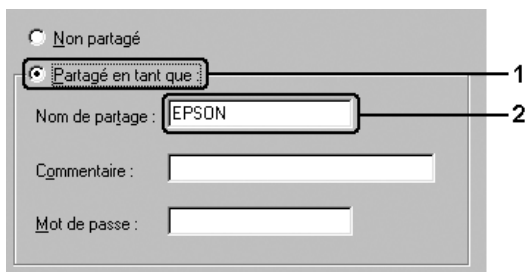 Non partagé
Partagé en tant que :
1
Nom de partage : EPSON
2
Commentaire :
Mot de passe :